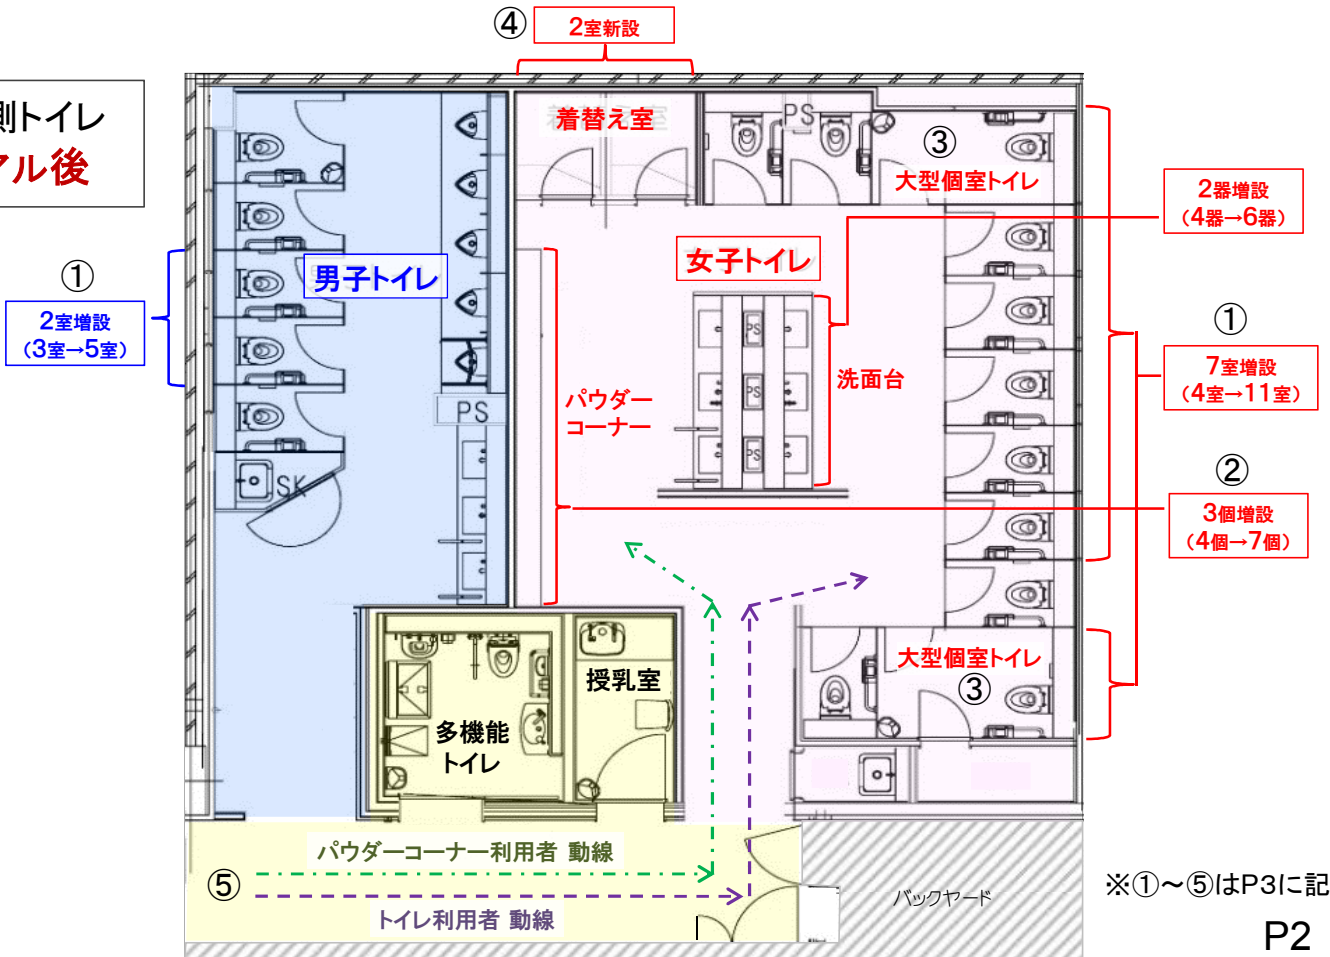 ④ 2室新設
側トイレ
アル後
着替え室
PS
③
大型個室トイレ
2器増設
(4器→6器)
①
2室増設
(3室→5室)
男子トイレ
女子トイレ
PS
洗面台
①
7室増設
(4室→11室)
パウダー
コーナー
PS
PS
PS
SK
②
3個増設
(4個→7個)
大型個室トイレ
③
授乳室
多機能
トイレ
パウダーコーナー利用者 動線
⑤
トイレ利用者 動線
バックヤード
※①~⑤はP3に記
P2